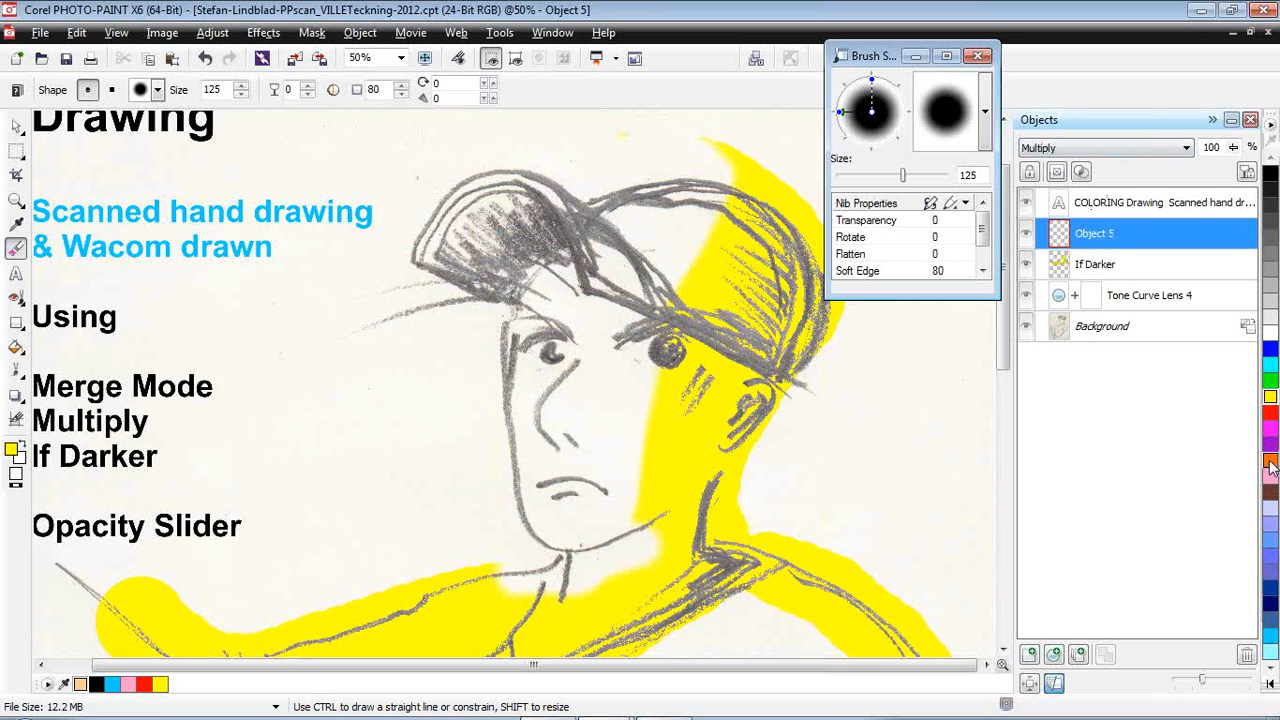 Corel PHOTO-PAINT X6 (64-Bit) - [Stefan-Lindblad-PPscan_VILLETeckning-2012.cpt (24-Bit RGB) @50% - Object 5]
File Edit View Image Adjust Effects Mask Object Movie Web Tools Window Help
50%
Shape Size 125 0 80 0
0
Brush S...
Size:
125
Nib Properties
Transparency 0
Rotate 0
Flatten 0
Soft Edge 80
Objects
Multiply 100 %
COLORING Drawing Scanned hand dr...
Object 5
If Darker
Tone Curve Lens 4
Background
Drawing
Scanned hand drawing
& Wacom drawn
Using
Merge Mode
Multiply
If Darker
Opacity Slider
File Size: 12.2 MB Use CTRL to draw a straight line or constrain, SHIFT to resize